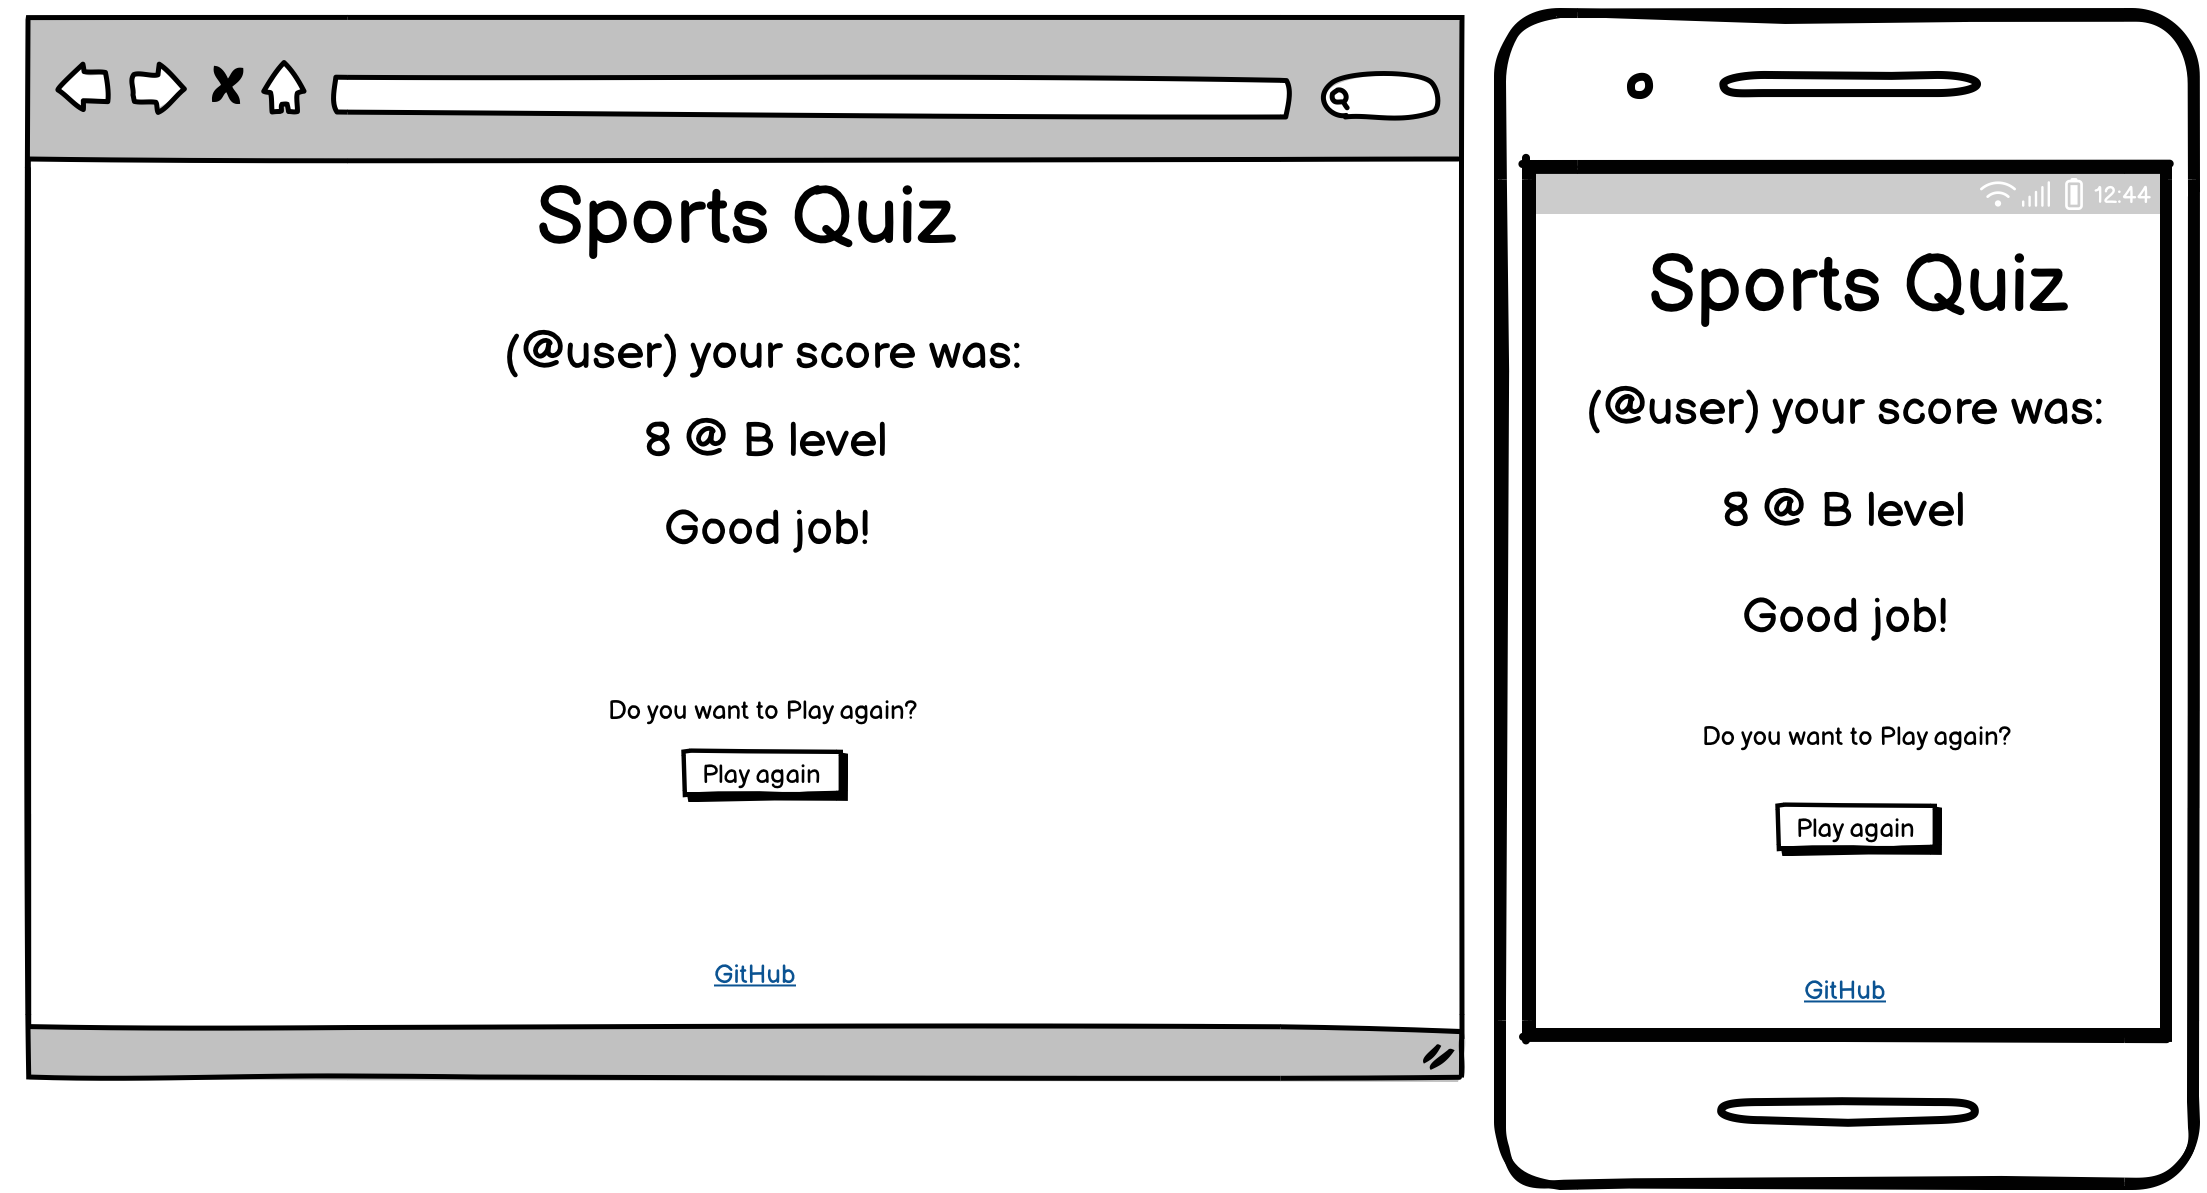 Sports Quiz
(@user) your score was:
8 @ B level
Good job!
Do you want to Play again?
Play again
GitHub
12:44
Sports Quiz
(@user) your score was:
8 @ B level
Good job!
Do you want to Play again?
Play again
GitHub